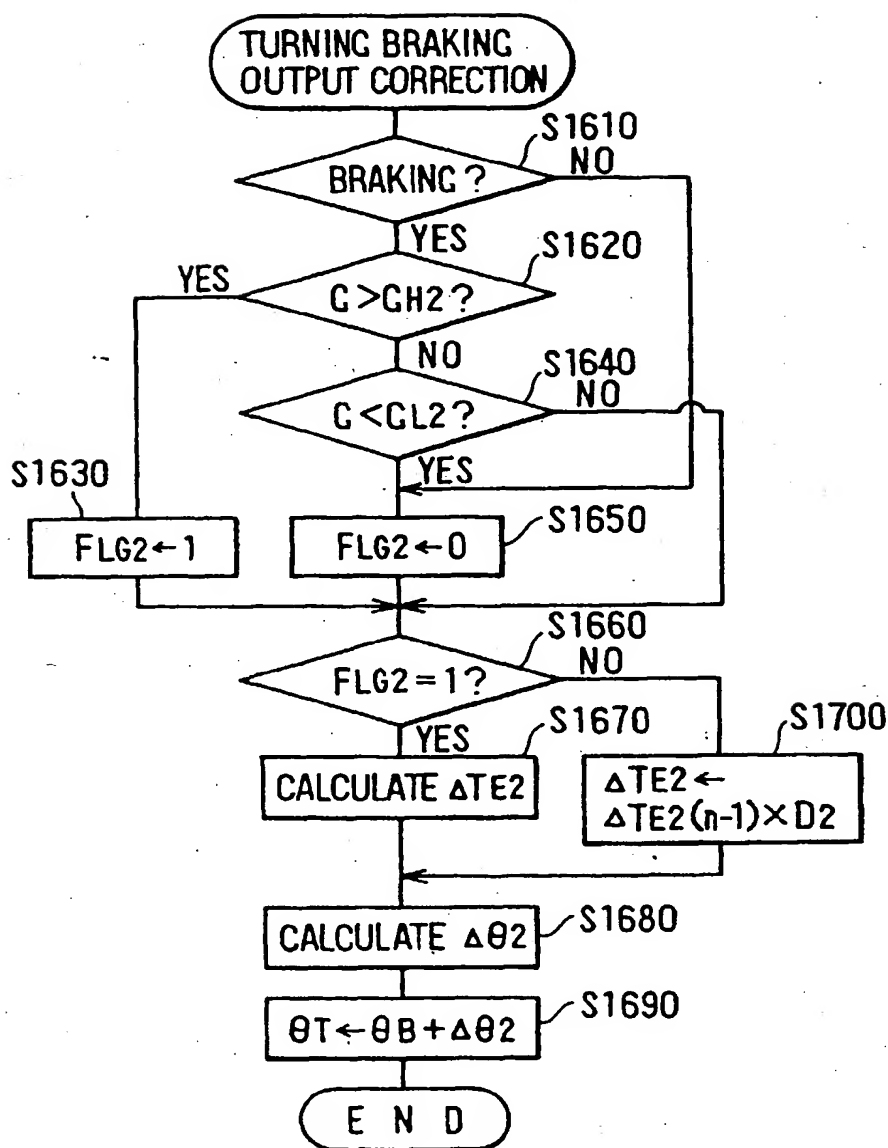 TURNING BRAKING
OUTPUT CORRECTION
S1610
BRAKING?
NO
YES
S1620
YES
G>GH2?
NO
S1640
NO
G<GL2?
YES
S1630
FLG2←1
FLG2←0
S1650
S1660
FLG2=1?
NO
YES
S1670
S1700
CALCULATE ΔTE2
ΔTE2←
ΔTE2(n-1)×D2
CALCULATE Δθ2
S1680
θT←θB+Δθ2
S1690
END